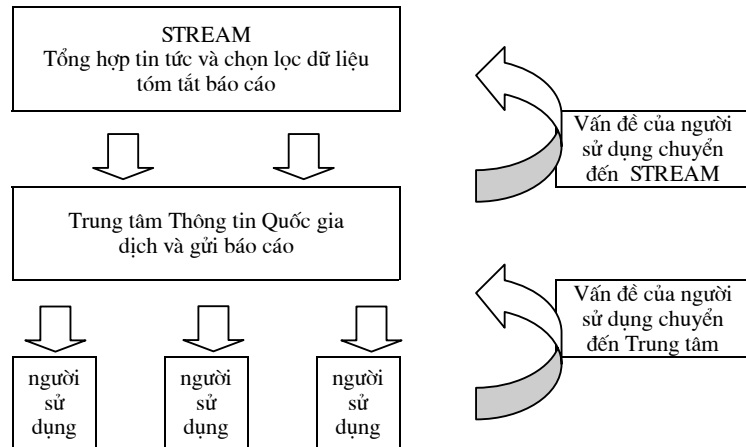 STREAM
Tổng hợp tin tức và chọn lọc dữ liệu
tóm tắt báo cáo
Vấn đề của người
sử dụng chuyển
đến STREAM
Trung tâm Thông tin Quốc gia
dịch và gửi báo cáo
Vấn đề của người
sử dụng chuyển
đến Trung tâm
người
sử
dụng
người
sử
dụng
người
sử
dụng